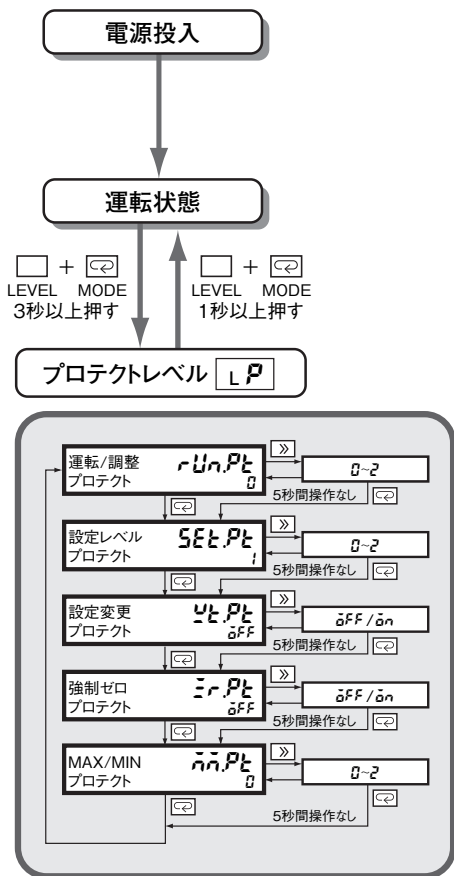 電源投入
運転状態
+
LEVEL MODE
3秒以上押す
+
LEVEL MODE
1秒以上押す
プロテクトレベル LP
運転/調整
プロテクト
rUn.Pt
0
»
0~2
5秒間操作なし
設定レベル
プロテクト
SEt.Pt
1
»
0~2
5秒間操作なし
設定変更
プロテクト
oFF
»
oFF/on
5秒間操作なし
強制ゼロ
プロテクト
oFF
»
oFF/on
5秒間操作なし
MAX/MIN
プロテクト
0
»
0~2
5秒間操作なし